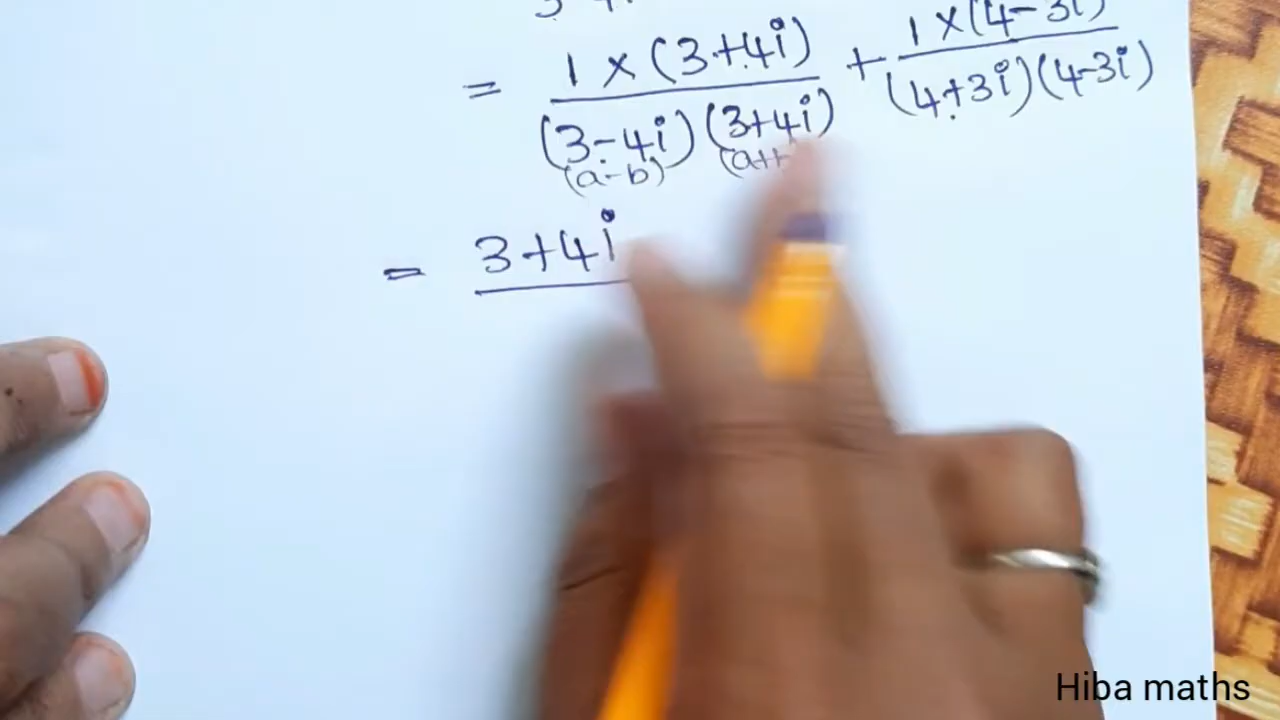 = 1 × (3+4i) / (3-4i)(3+4i) + 1 × (4-3i) / (4+3i)(4-3i)
(a-b) (a+
= 3+4i
Hiba maths